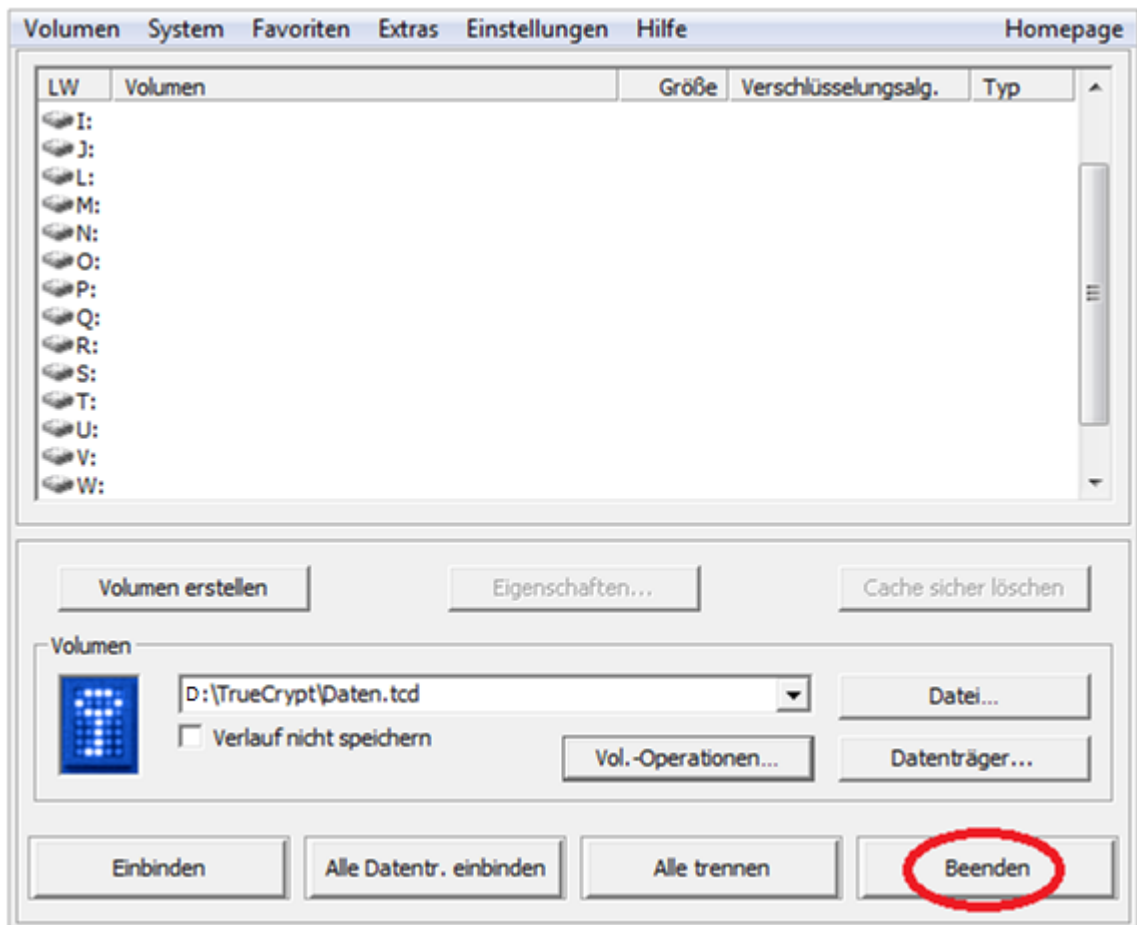 Volumen System Favoriten Extras Einstellungen Hilfe Homepage
LW Volumen Größe Verschlüsselungsalg. Typ
I:
J:
L:
M:
N:
O:
P:
Q:
R:
S:
T:
U:
V:
W:
Volumen erstellen Eigenschaften... Cache sicher löschen
Volumen
D:\TrueCrypt\Daten.tcd Datei...
Verlauf nicht speichern
Vol.-Operationen... Datenträger...
Einbinden Alle Datentr. einbinden Alle trennen Beenden